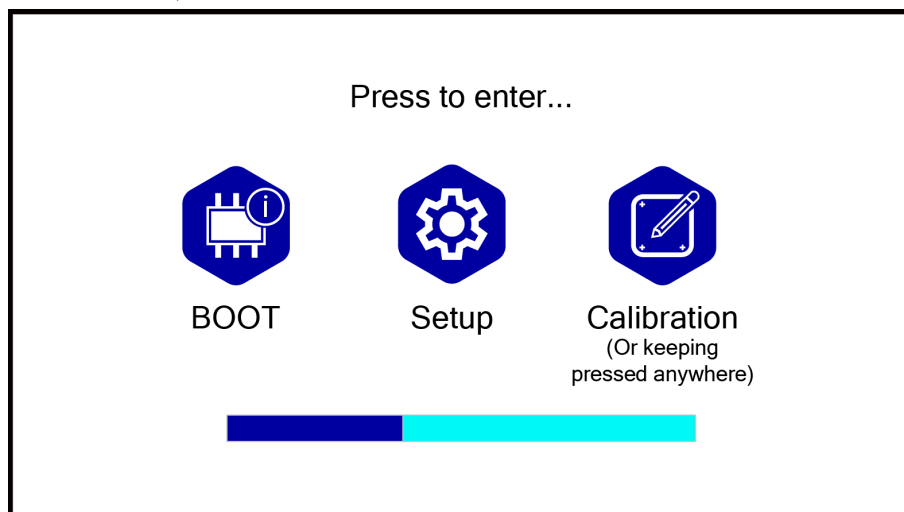 Press to enter...
BOOT
Setup
Calibration
(Or keeping
pressed anywhere)